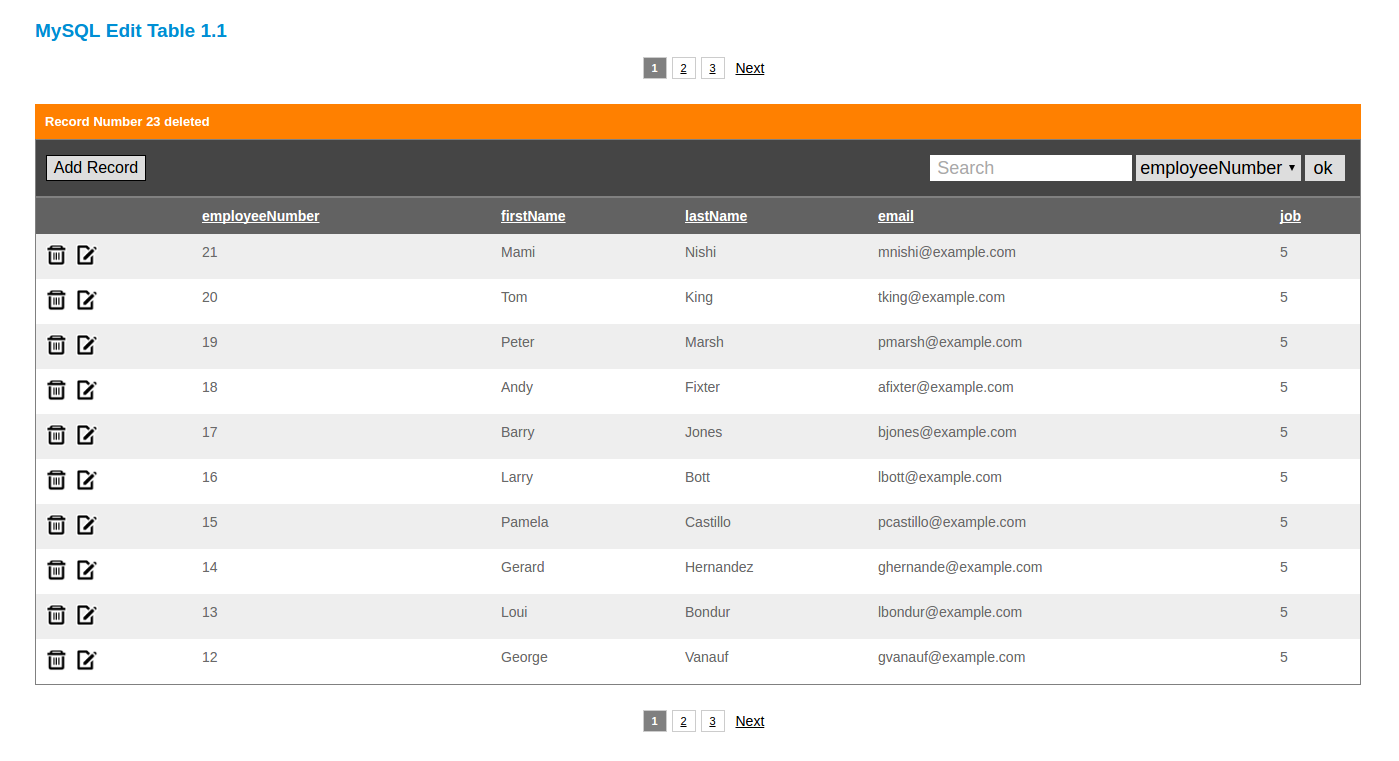 MySQL Edit Table 1.1
1 2 3 Next
Record Number 23 deleted
Add Record Search employeeNumber ok
employeeNumber firstName lastName email job
21 Mami Nishi mnishi@example.com 5
20 Tom King tking@example.com 5
19 Peter Marsh pmarsh@example.com 5
18 Andy Fixter afixter@example.com 5
17 Barry Jones bjones@example.com 5
16 Larry Bott lbott@example.com 5
15 Pamela Castillo pcastillo@example.com 5
14 Gerard Hernandez ghernande@example.com 5
13 Loui Bondur lbondur@example.com 5
12 George Vanauf gvanauf@example.com 5
1 2 3 Next